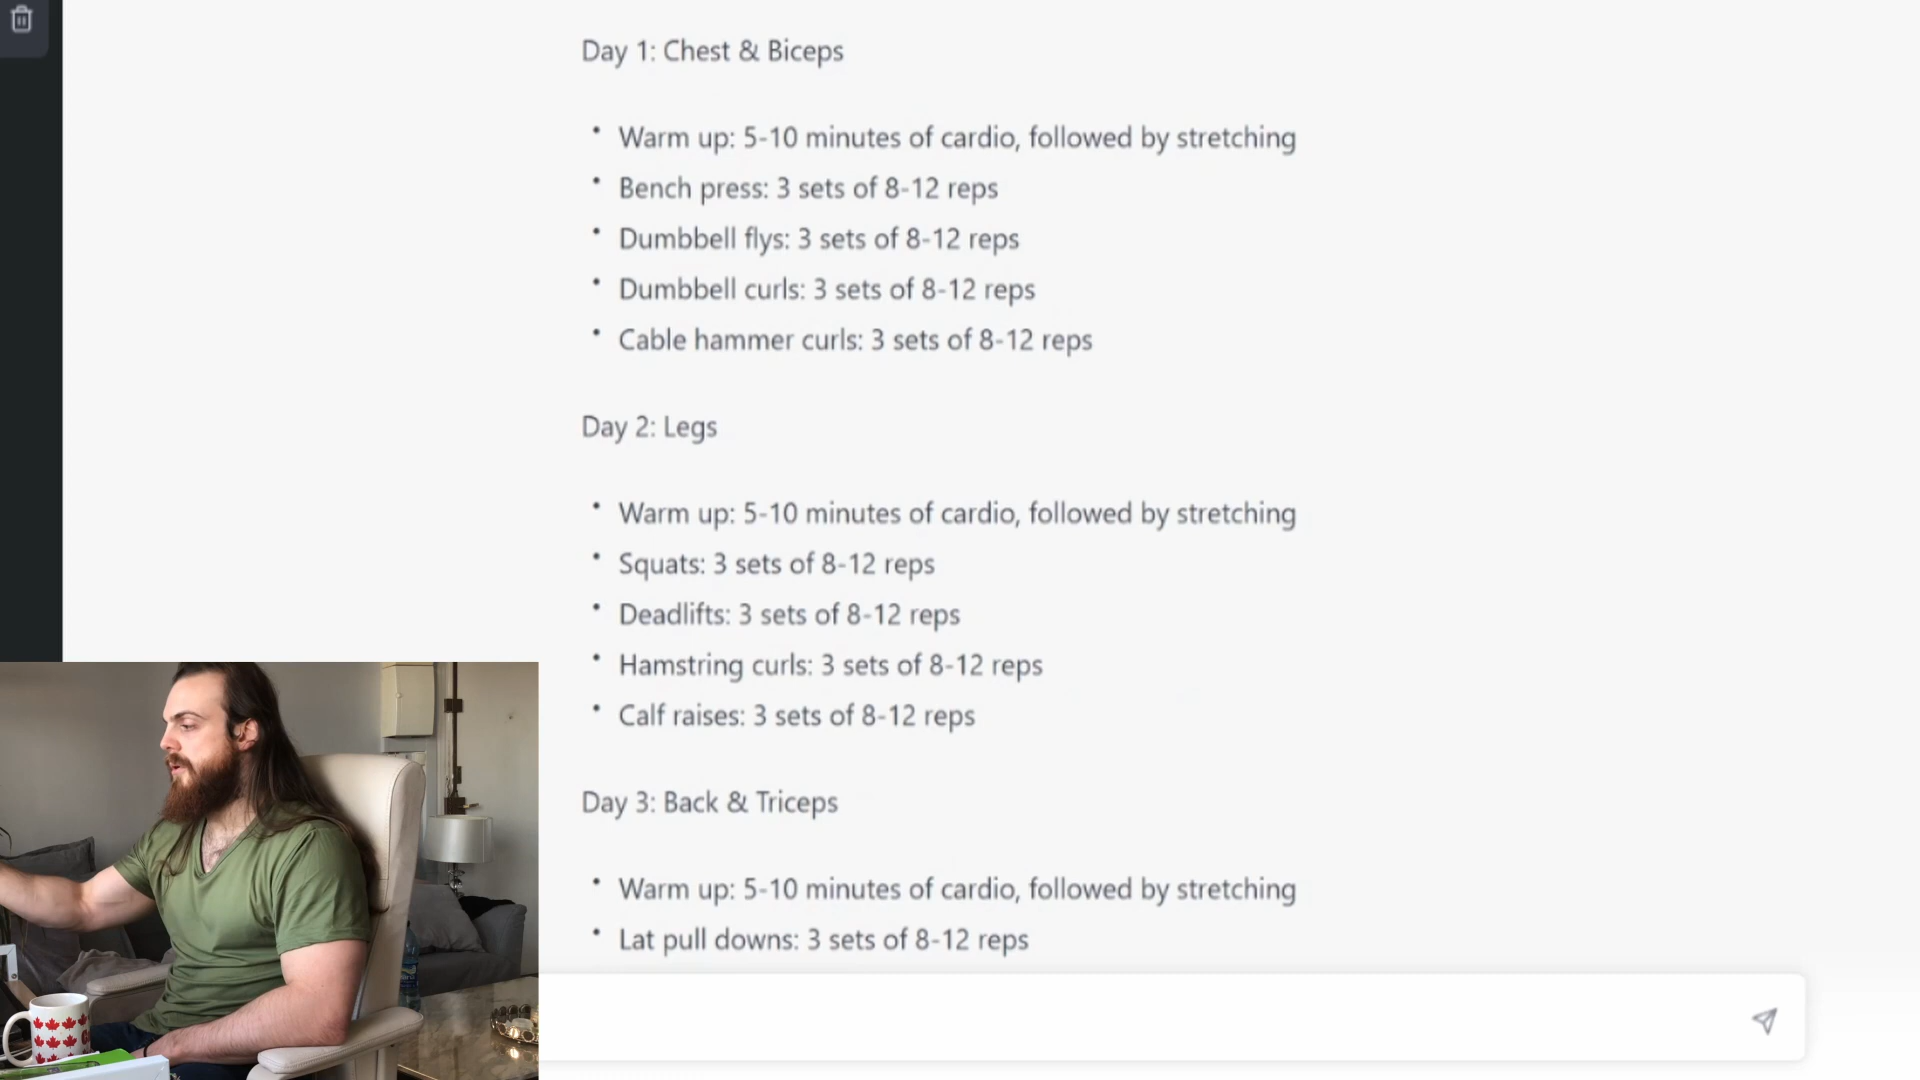 Day 1: Chest & Biceps
Warm up: 5-10 minutes of cardio, followed by stretching
Bench press: 3 sets of 8-12 reps
Dumbbell flys: 3 sets of 8-12 reps
Dumbbell curls: 3 sets of 8-12 reps
Cable hammer curls: 3 sets of 8-12 reps
Day 2: Legs
Warm up: 5-10 minutes of cardio, followed by stretching
Squats: 3 sets of 8-12 reps
Deadlifts: 3 sets of 8-12 reps
Hamstring curls: 3 sets of 8-12 reps
Calf raises: 3 sets of 8-12 reps
Day 3: Back & Triceps
Warm up: 5-10 minutes of cardio, followed by stretching
Lat pull downs: 3 sets of 8-12 reps